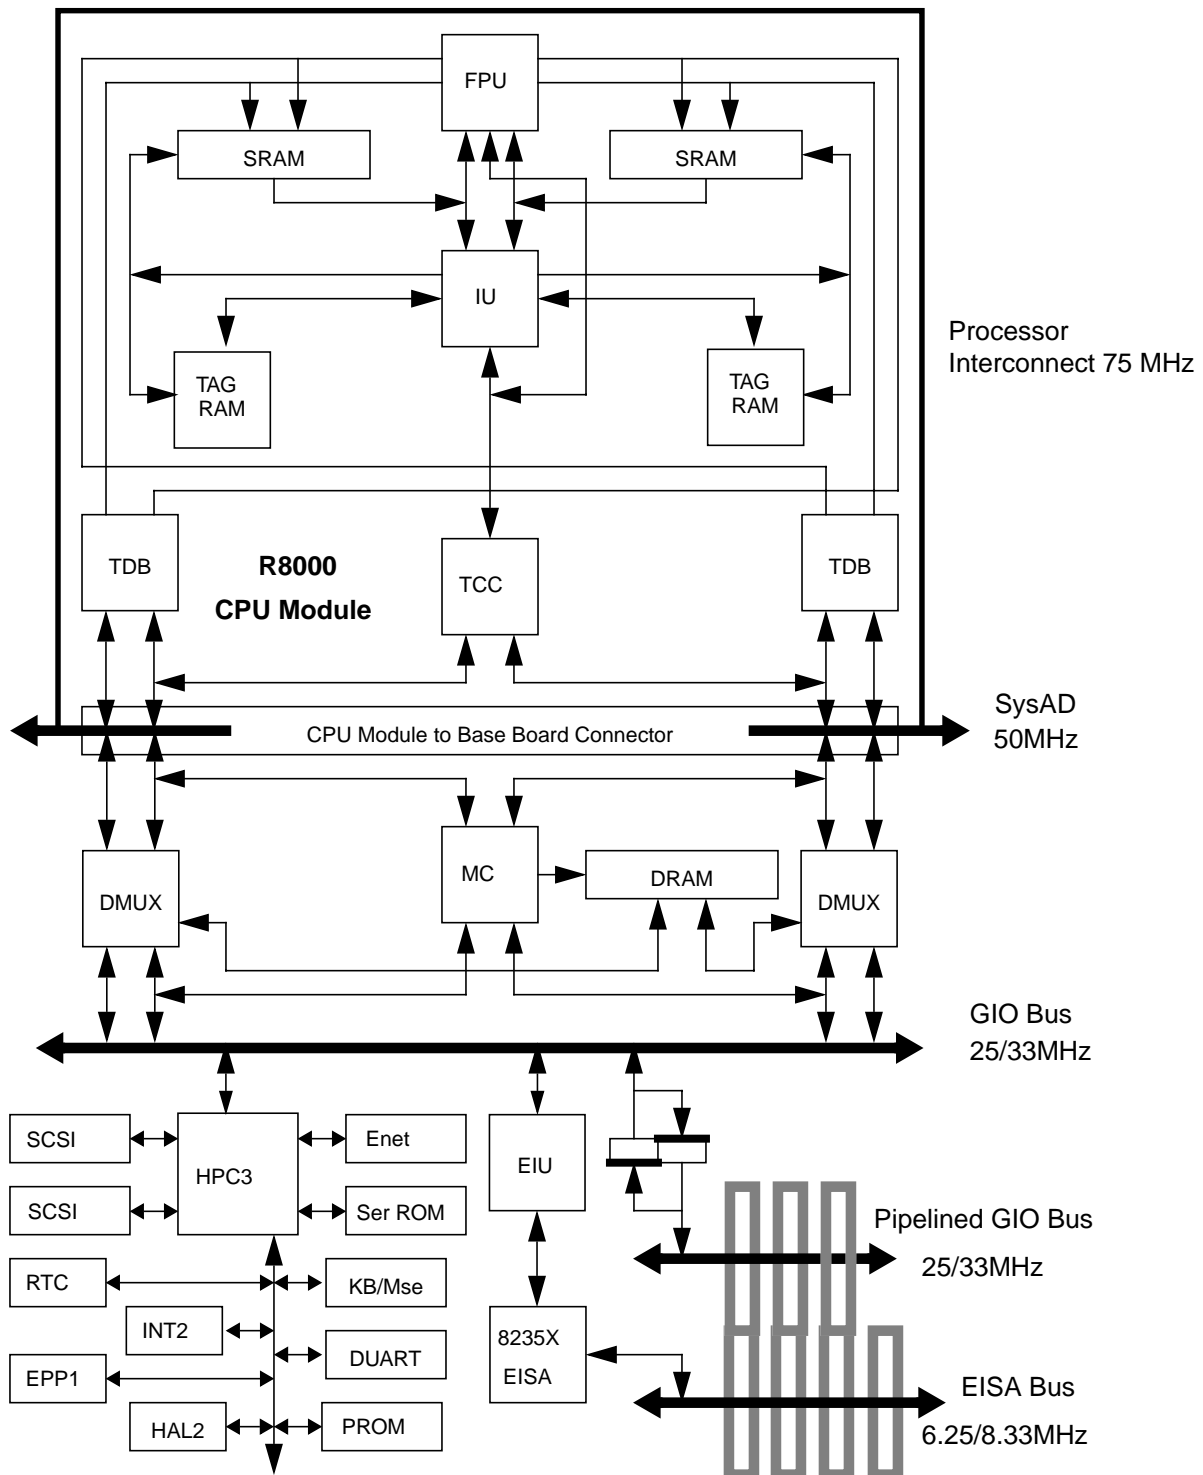 FPU
SRAM
SRAM
IU
Processor
Interconnect 75 MHz
TAG
RAM
TAG
RAM
TDB
R8000
CPU Module
TCC
TDB
SysAD
50MHz
CPU Module to Base Board Connector
MC
DRAM
DMUX
DMUX
GIO Bus
25/33MHz
SCSI
HPC3
Enet
EIU
SCSI
Ser ROM
Pipelined GIO Bus
25/33MHz
RTC
KB/Mse
INT2
8235X
EISA
DUART
EPP1
EISA Bus
6.25/8.33MHz
HAL2
PROM